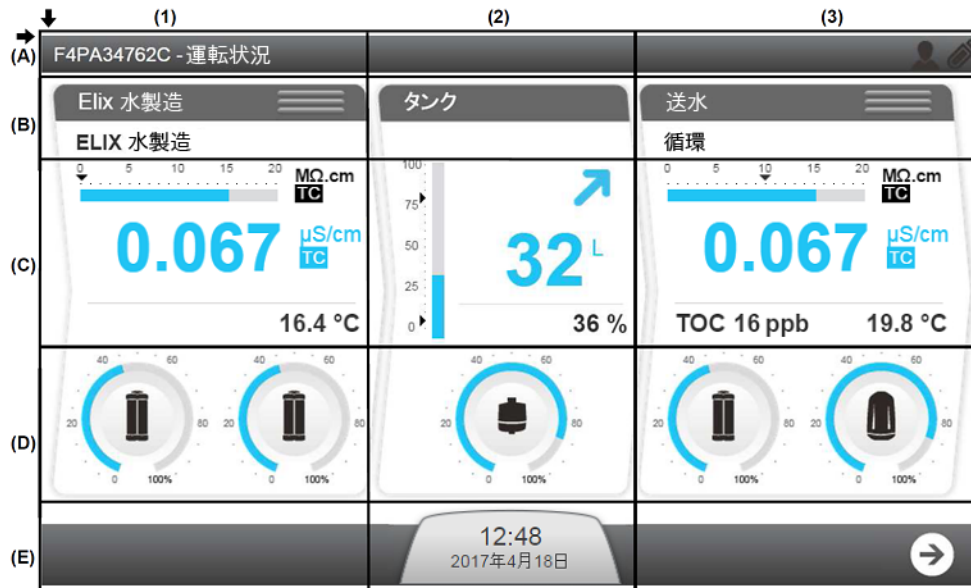 (1) (2) (3)
(A) F4PA34762C - 運転状況
(B) Elix 水製造 タンク 送水
ELIX 水製造 循環
(C)
0 5 10 15 20 MΩ.cm
TC
0.067 µS/cm
TC
16.4 °C
100
75
50
25
0
32 L
36 %
0 5 10 15 20 MΩ.cm
TC
0.067 µS/cm
TC
TOC 16 ppb 19.8 °C
(D)
40 60
20 80
0 100%
40 60
20 80
0 100%
40 60
20 80
0 100%
40 60
20 80
0 100%
40 60
20 80
0 100%
(E)
12:48
2017年4月18日